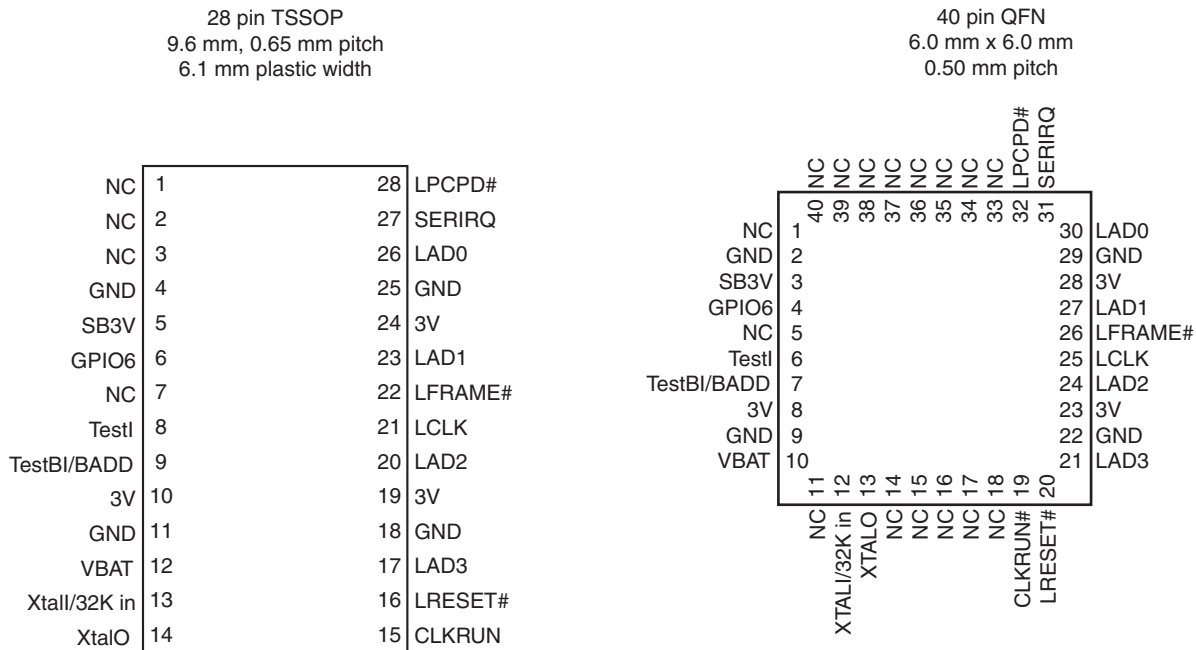 28 pin TSSOP
9.6 mm, 0.65 mm pitch
6.1 mm plastic width
NC 1
NC 2
NC 3
GND 4
SB3V 5
GPIO6 6
NC 7
TestI 8
TestBI/BADD 9
3V 10
GND 11
VBAT 12
XtalI/32K in 13
XtalO 14
28 LPCPD#
27 SERIRQ
26 LAD0
25 GND
24 3V
23 LAD1
22 LFRAME#
21 LCLK
20 LAD2
19 3V
18 GND
17 LAD3
16 LRESET#
15 CLKRUN
40 pin QFN
6.0 mm x 6.0 mm
0.50 mm pitch
40 NC
39 NC
38 NC
37 NC
36 NC
35 NC
34 NC
33 NC
32 LPCPD#
31 SERIRQ
NC 1
GND 2
SB3V 3
GPIO6 4
NC 5
TestI 6
TestBI/BADD 7
3V 8
GND 9
VBAT 10
30 LAD0
29 GND
28 3V
27 LAD1
26 LFRAME#
25 LCLK
24 LAD2
23 3V
22 GND
21 LAD3
NC 11
XTALI/32K in 12
XTALO 13
NC 14
NC 15
NC 16
NC 17
NC 18
CLKRUN# 19
LRESET# 20